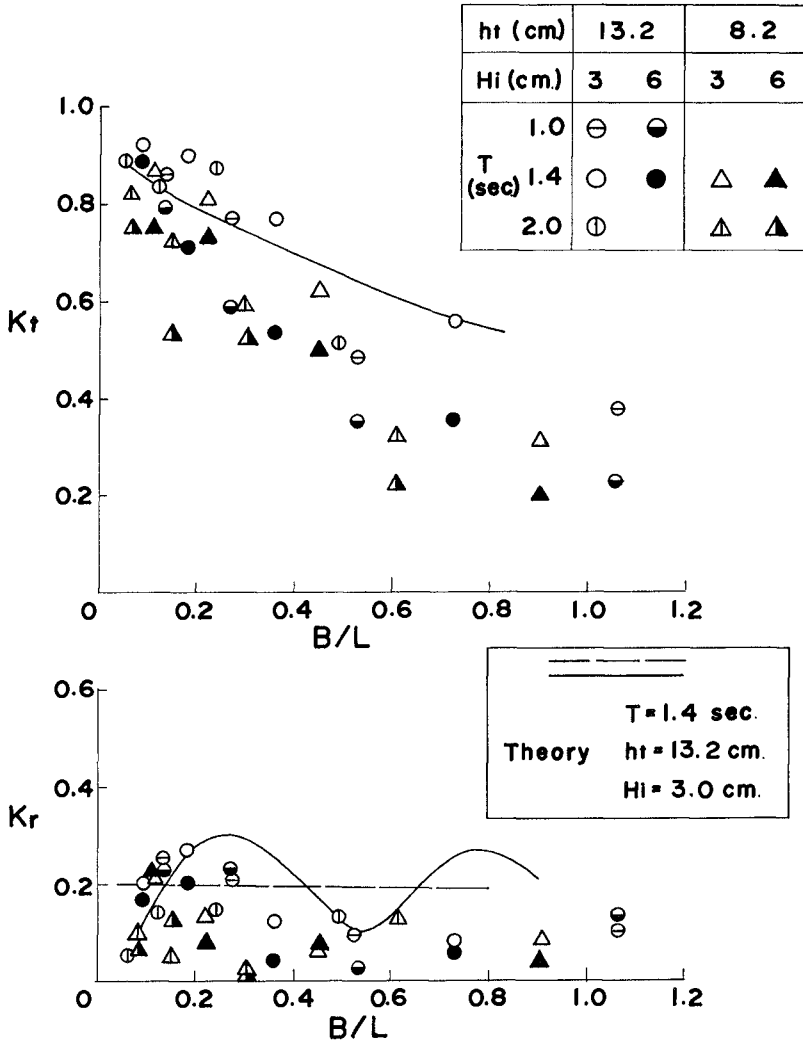 ht (cm) 13.2 8.2
Hi (cm.) 3 6 3 6
T (sec) 1.0
1.4
2.0
1.0
0.8
0.6
0.4
0.2
Kt
0 0.2 0.4 0.6 0.8 1.0 1.2
B/L
Theory
T = 1.4 sec.
ht = 13.2 cm.
Hi = 3.0 cm.
0.6
0.4
0.2
Kr
0 0.2 0.4 0.6 0.8 1.0 1.2
B/L